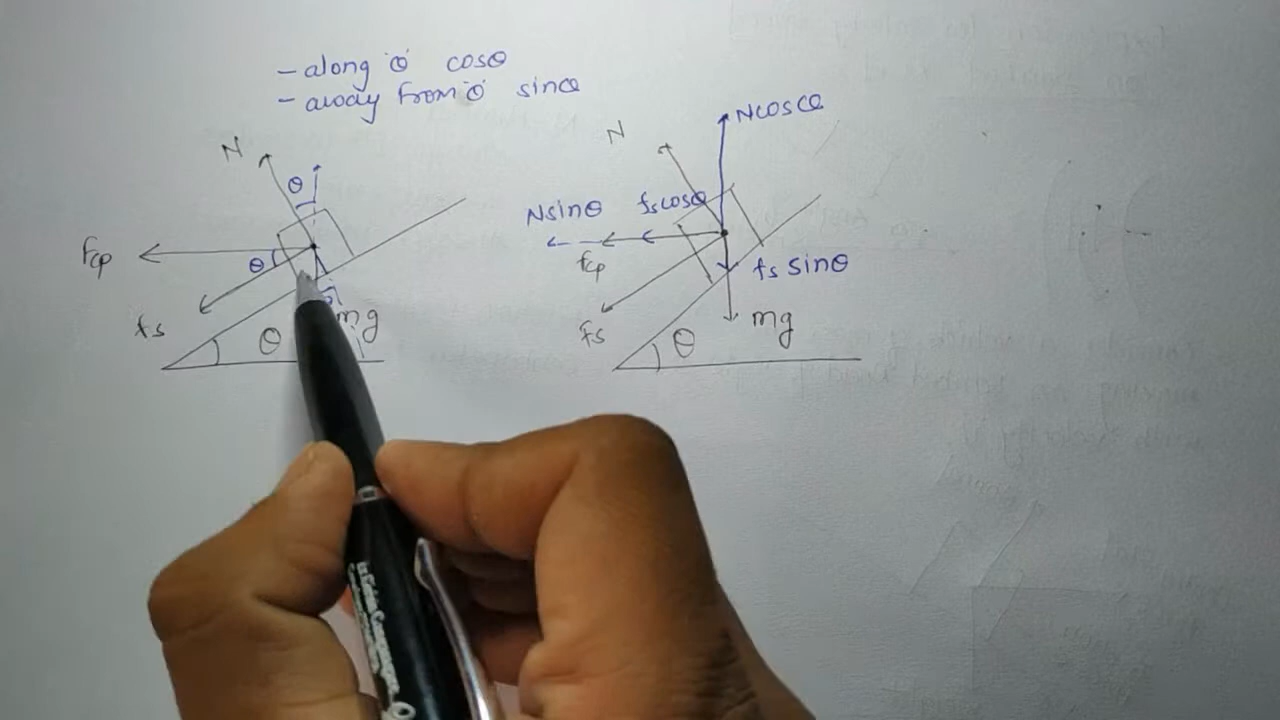 - along θ cosθ
- away from θ sinθ
N
θ
Fcp
θ
fs
θ
mg
N
Ncosθ
Nsinθ
fscosθ
fcp
fs sinθ
fs
mg
θ